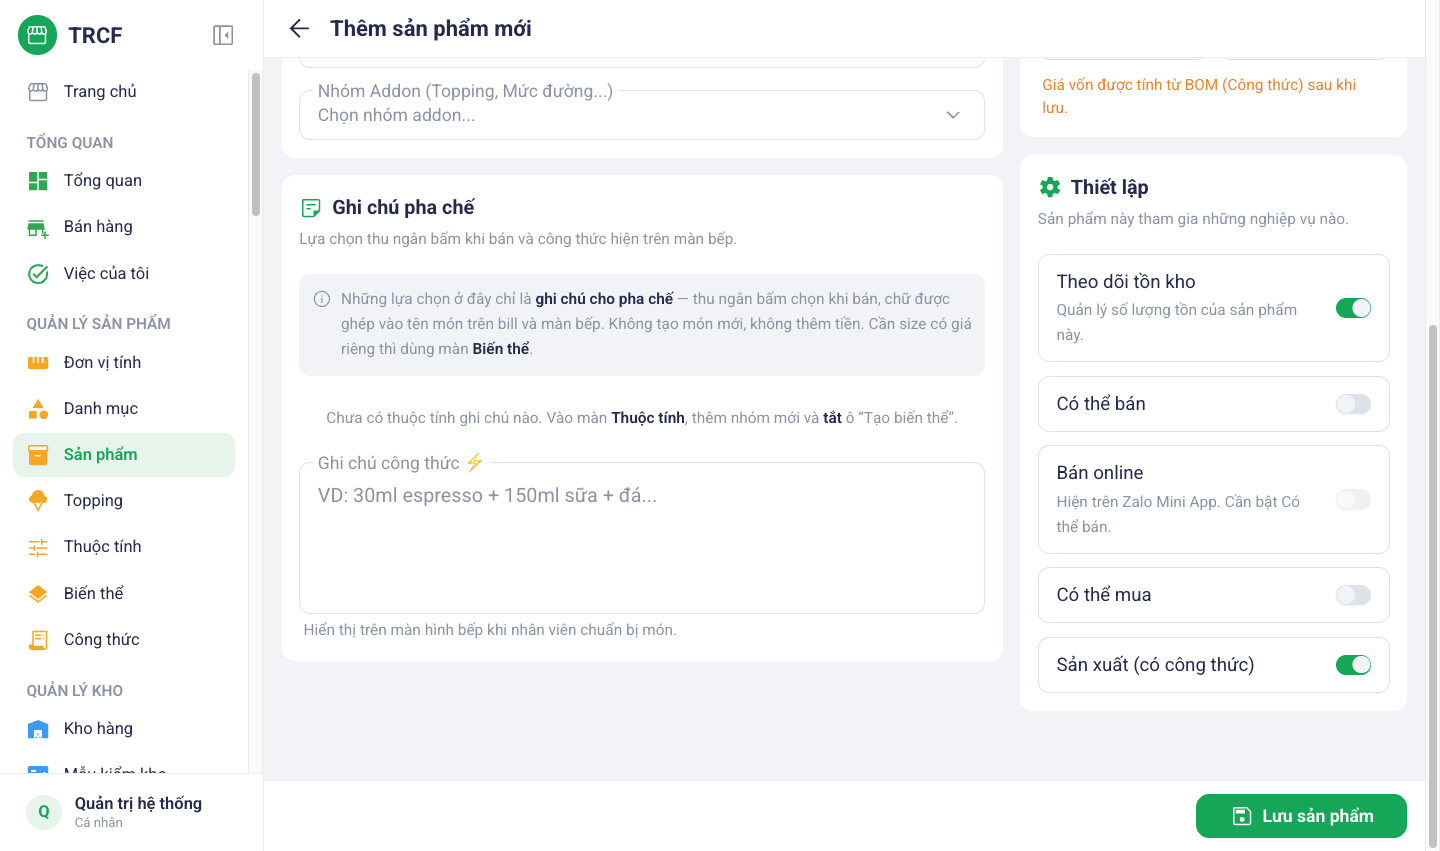 TRCF
Trang chủ
TỔNG QUAN
Tổng quan
Bán hàng
Việc của tôi
QUẢN LÝ SẢN PHẨM
Đơn vị tính
Danh mục
Sản phẩm
Topping
Thuộc tính
Biến thể
Công thức
QUẢN LÝ KHO
Kho hàng
Mẫu kiểm kho
Q
Quản trị hệ thống
Cá nhân
Thêm sản phẩm mới
Nhóm Addon (Topping, Mức đường...)
Chọn nhóm addon...
Ghi chú pha chế
Lựa chọn thu ngân bấm khi bán và công thức hiện trên màn bếp.
Những lựa chọn ở đây chỉ là ghi chú cho pha chế — thu ngân bấm chọn khi bán, chữ được
ghép vào tên món trên bill và màn bếp. Không tạo món mới, không thêm tiền. Cần size có giá
riêng thì dùng màn Biến thể.
Chưa có thuộc tính ghi chú nào. Vào màn Thuộc tính, thêm nhóm mới và tắt ô “Tạo biến thể”.
Ghi chú công thức ⚡
VD: 30ml espresso + 150ml sữa + đá...
Hiển thị trên màn hình bếp khi nhân viên chuẩn bị món.
Giá vốn được tính từ BOM (Công thức) sau khi
lưu.
Thiết lập
Sản phẩm này tham gia những nghiệp vụ nào.
Theo dõi tồn kho
Quản lý số lượng tồn của sản phẩm
này.
Có thể bán
Bán online
Hiện trên Zalo Mini App. Cần bật Có
thể bán.
Có thể mua
Sản xuất (có công thức)
Lưu sản phẩm